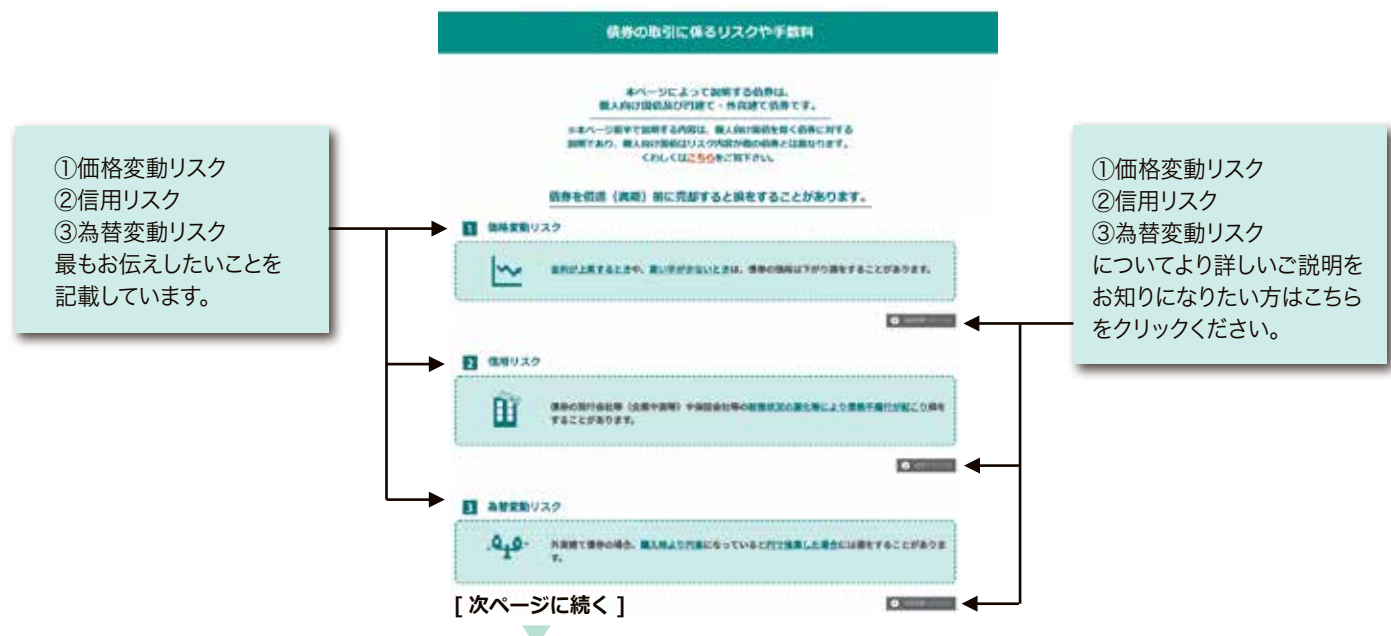 債券の取引に係るリスクや手数料
本ページによって説明する債券は、
個人向け国債及び円建て・外貨建て債券です。
※本ページ前半で説明する内容は、個人向け国債を除く債券に対する
説明であり、個人向け国債はリスク内容が他の債券とは異なります。
くわしくはこちらをご覧下さい。
債券を償還（満期）前に売却すると損をすることがあります。
①価格変動リスク
②信用リスク
③為替変動リスク
最もお伝えしたいことを
記載しています。
1 価格変動リスク
金利が上昇するときや、買い手が少ないときは、債券の価格は下がり損をすることがあります。
2 信用リスク
債券の発行会社等（企業や国等）や保証会社等の財務状況の悪化等により債務不履行が起こり損を
することがあります。
3 為替変動リスク
外貨建て債券の場合、購入時より円高になっていると円で換算した場合には損をすることがありま
す。
[ 次ページに続く ]
①価格変動リスク
②信用リスク
③為替変動リスク
についてより詳しいご説明を
お知りになりたい方はこちら
をクリックください。